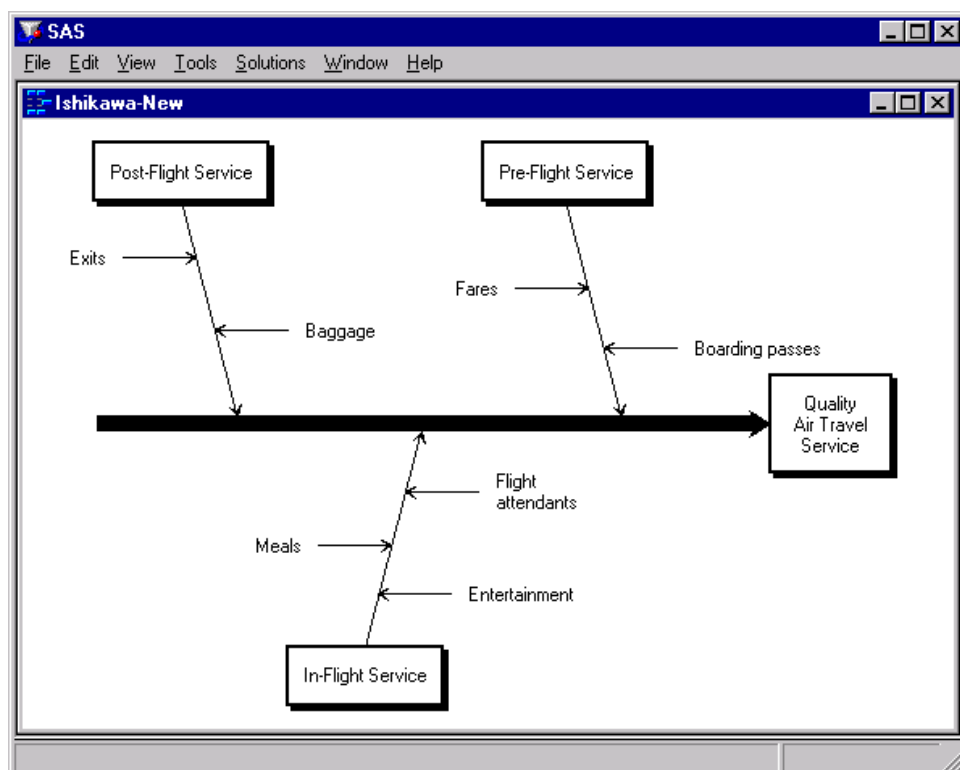 SAS
File Edit View Tools Solutions Window Help
Ishikawa-New
Post-Flight Service
Pre-Flight Service
Exits
Fares
Baggage
Boarding passes
Quality
Air Travel
Service
Flight
attendants
Meals
Entertainment
In-Flight Service